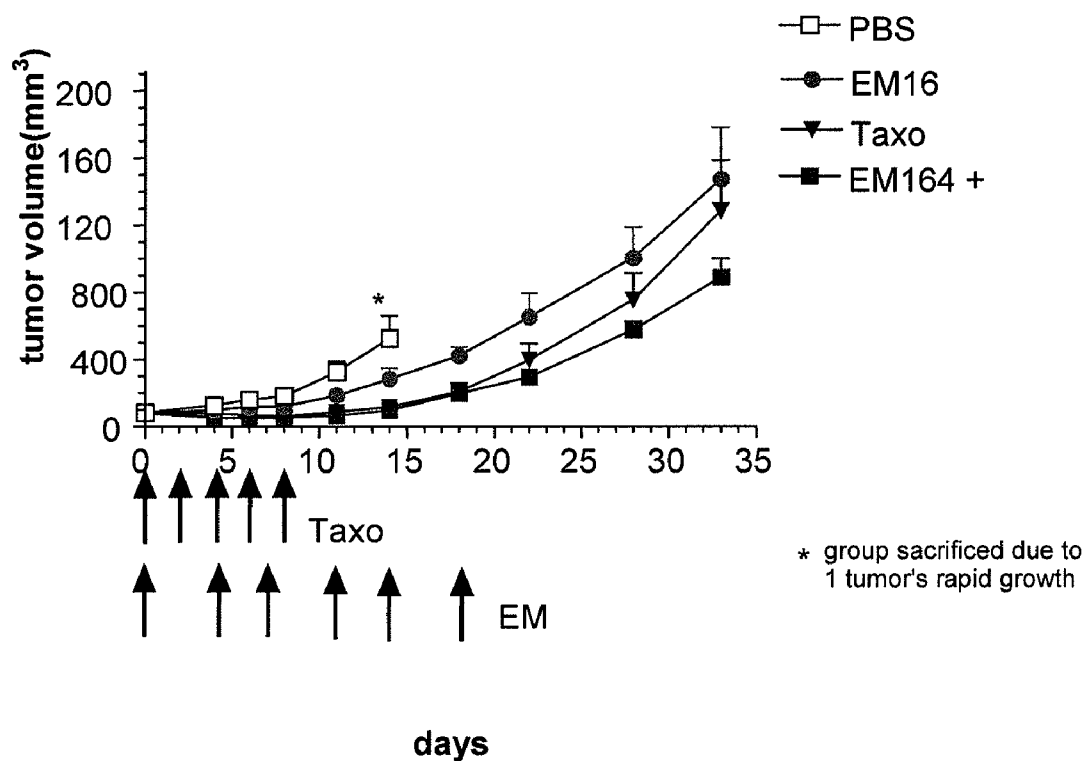 PBS
EM16
Taxo
EM164 +
tumor volume(mm3)
200
160
120
800
400
0
0 5 10 15 20 25 30 35
Taxo
EM
*
* group sacrificed due to
1 tumor's rapid growth
days